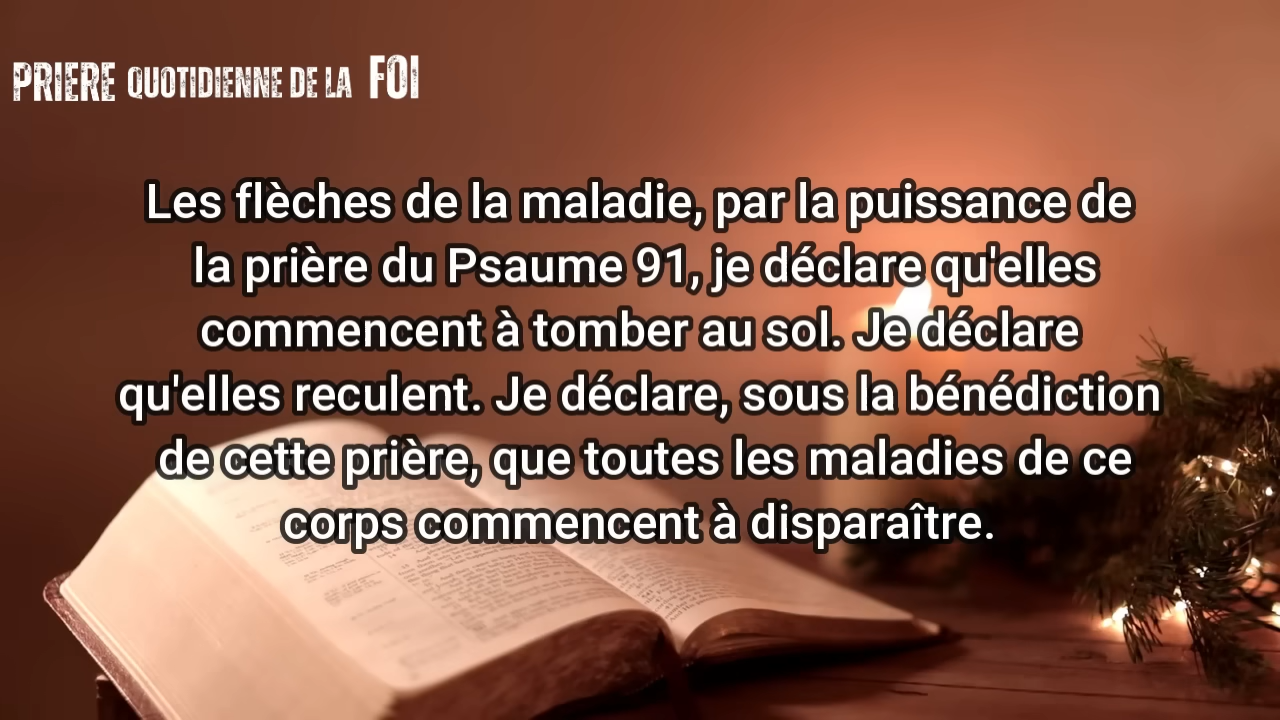 PRIERE QUOTIDIENNE DE LA FOI
Les flèches de la maladie, par la puissance de
la prière du Psaume 91, je déclare qu'elles
commencent à tomber au sol. Je déclare
qu'elles reculent. Je déclare, sous la bénédiction
de cette prière, que toutes les maladies de ce
corps commencent à disparaître.